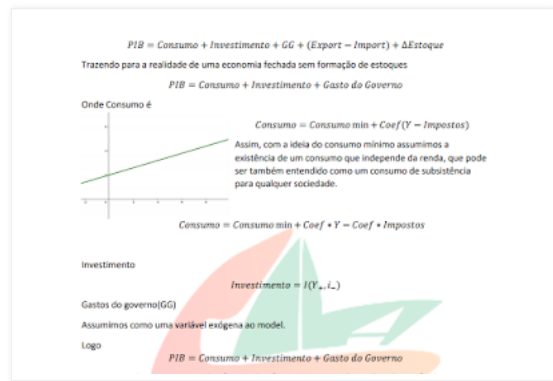 PIB = Consumo + Investimento + GG + (Export − Import) + ΔEstoque
Trazendo para a realidade de uma economia fechada sem formação de estoques
PIB = Consumo + Investimento + Gasto do Governo
Onde Consumo é
Consumo = Consumo min + Coef(Y − Impostos)
Assim, com a ideia do consumo mínimo assumimos a
existência de um consumo que independe da renda, que pode
ser também entendido como um consumo de subsistência
para qualquer sociedade.
Consumo = Consumo min + Coef ∗ Y − Coef ∗ Impostos
Investimento
Investimento = I(Y₊, i₋)
Gastos do governo(GG)
Assumimos como uma variável exógena ao model.
Logo
PIB = Consumo + Investimento + Gasto do Governo